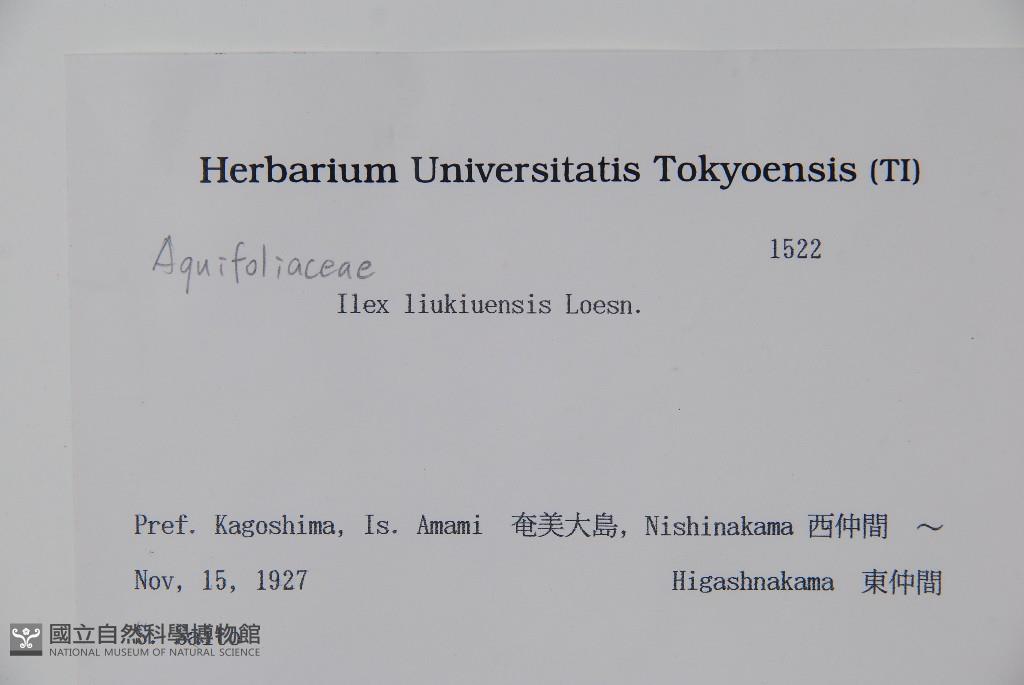 Herbarium Universitatis Tokyoensis (TI)
1522
Aquifoliaceae
Ilex liukiuensis Loesn.
Pref. Kagoshima, Is. Amami 奄美大島, Nishinakama 西仲間 ～
Nov, 15, 1927 Higashnakama 東仲間
Saito
國立自然科學博物館
NATIONAL MUSEUM OF NATURAL SCIENCE